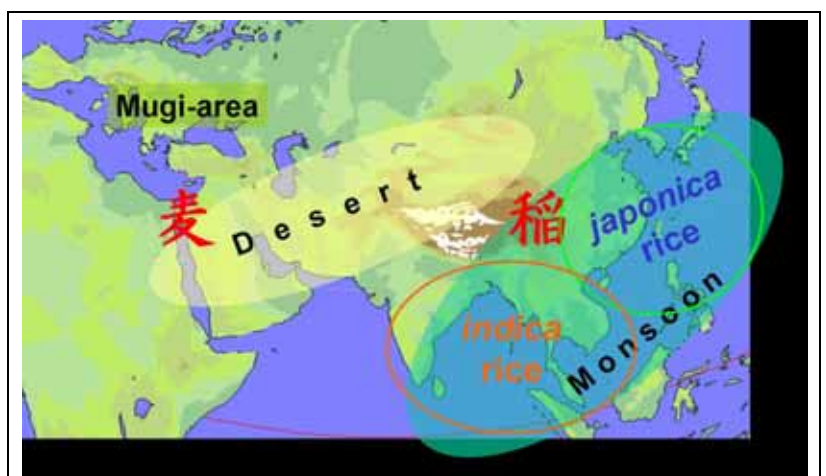 Mugi-area
麦
Desert
稲
japonica
rice
indica
rice
Monsoon